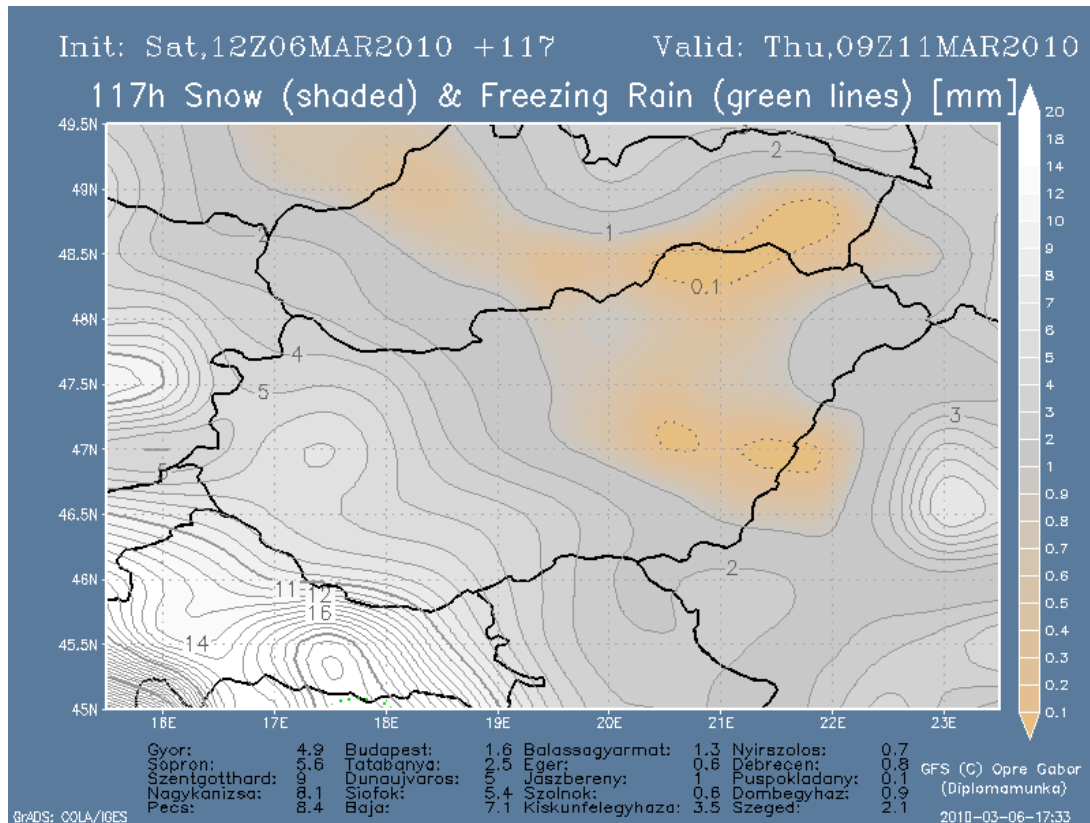 Init: Sat,12Z06MAR2010 +117 Valid: Thu,09Z11MAR2010
117h Snow (shaded) & Freezing Rain (green lines) [mm]
49.5N
49N
48.5N
48N
47.5N
47N
46.5N
46N
45.5N
45N
16E
17E
18E
19E
20E
21E
22E
23E
2
1
2
0.1
4
5
3
5
2
11
12
16
14
20
18
14
12
10
9
8
7
6
5
4
3
2
1
0.9
0.8
0.7
0.6
0.5
0.4
0.3
0.2
0.1
Gyor: 4.9 Budapest: 1.6 Balassagyarmat: 1.3 Nyirszolos: 0.7
Sopron: 5.6 Tatabanya: 2.5 Eger: 0.6 Debrecen: 0.8
Szentgotthard: 9 Dunaujvaros: 5 Jaszbereny: 1 Puspokladany: 0.1
Nagykanizsa: 8.1 Siofok: 5.4 Szolnok: 0.6 Dombegyhaz: 0.9
Pecs: 8.4 Baja: 7.1 Kiskunfelegyhaza: 3.5 Szeged: 2.1
GFS (C) Opre Gabor
(Diplomamunka)
GrADS: COLA/IGES
2010-03-06-17:33